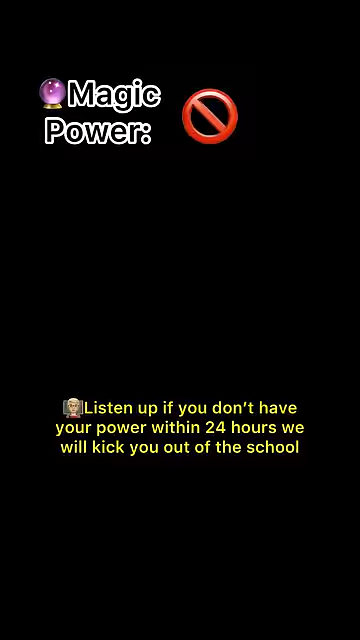 🔮Magic
Power: 🚫
👨🏼‍🏫Listen up if you don’t have
your power within 24 hours we
will kick you out of the school